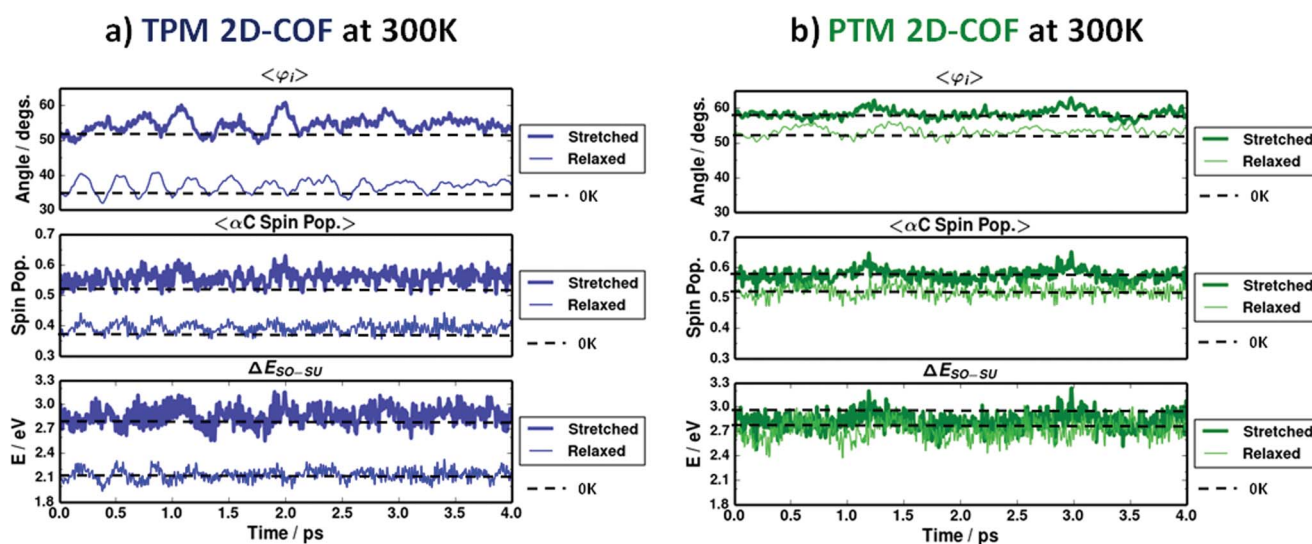 a) TPM 2D-COF at 300K
<φi>
Angle / degs.
60
50
40
30
Stretched
Relaxed
0K
<αC Spin Pop.>
Spin Pop.
0.7
0.6
0.5
0.4
0.3
Stretched
Relaxed
0K
ΔESO-SU
E / eV
3.3
3.0
2.7
2.4
2.1
1.8
Stretched
Relaxed
0K
0.0 0.5 1.0 1.5 2.0 2.5 3.0 3.5 4.0
Time / ps
b) PTM 2D-COF at 300K
<φi>
Angle / degs.
60
50
40
30
Stretched
Relaxed
0K
<αC Spin Pop.>
Spin Pop.
0.7
0.6
0.5
0.4
0.3
Stretched
Relaxed
0K
ΔESO-SU
E / eV
3.3
3.0
2.7
2.4
2.1
1.8
Stretched
Relaxed
0K
0.0 0.5 1.0 1.5 2.0 2.5 3.0 3.5 4.0
Time / ps